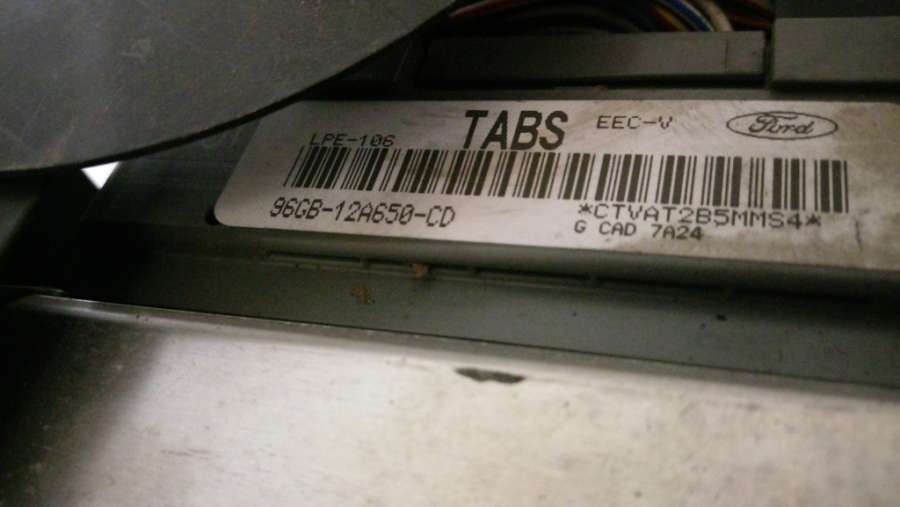 LPE-106 TABS EEC-V Ford
96GB-12A650-CD *CTVAT2B5MMS4*
G CAD 7A24